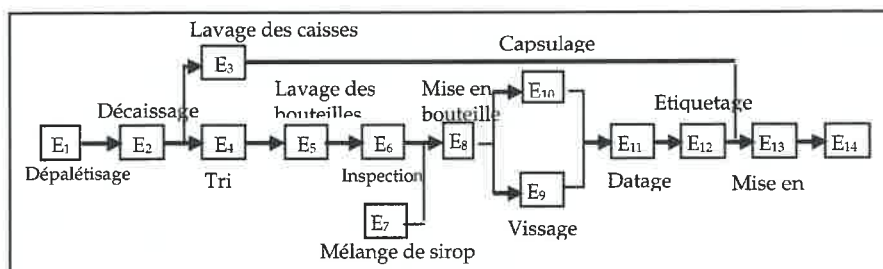 Lavage des caisses
Capsulage
E3
Lavage des
bouteilles
Mise en
bouteille
E10
Etiquetage
Décaissage
E1
E2
E4
E5
E6
E8
E11
E12
E13
E14
Dépalétisage
Tri
Inspection
E9
Datage
Mise en
E7
Vissage
Mélange de sirop